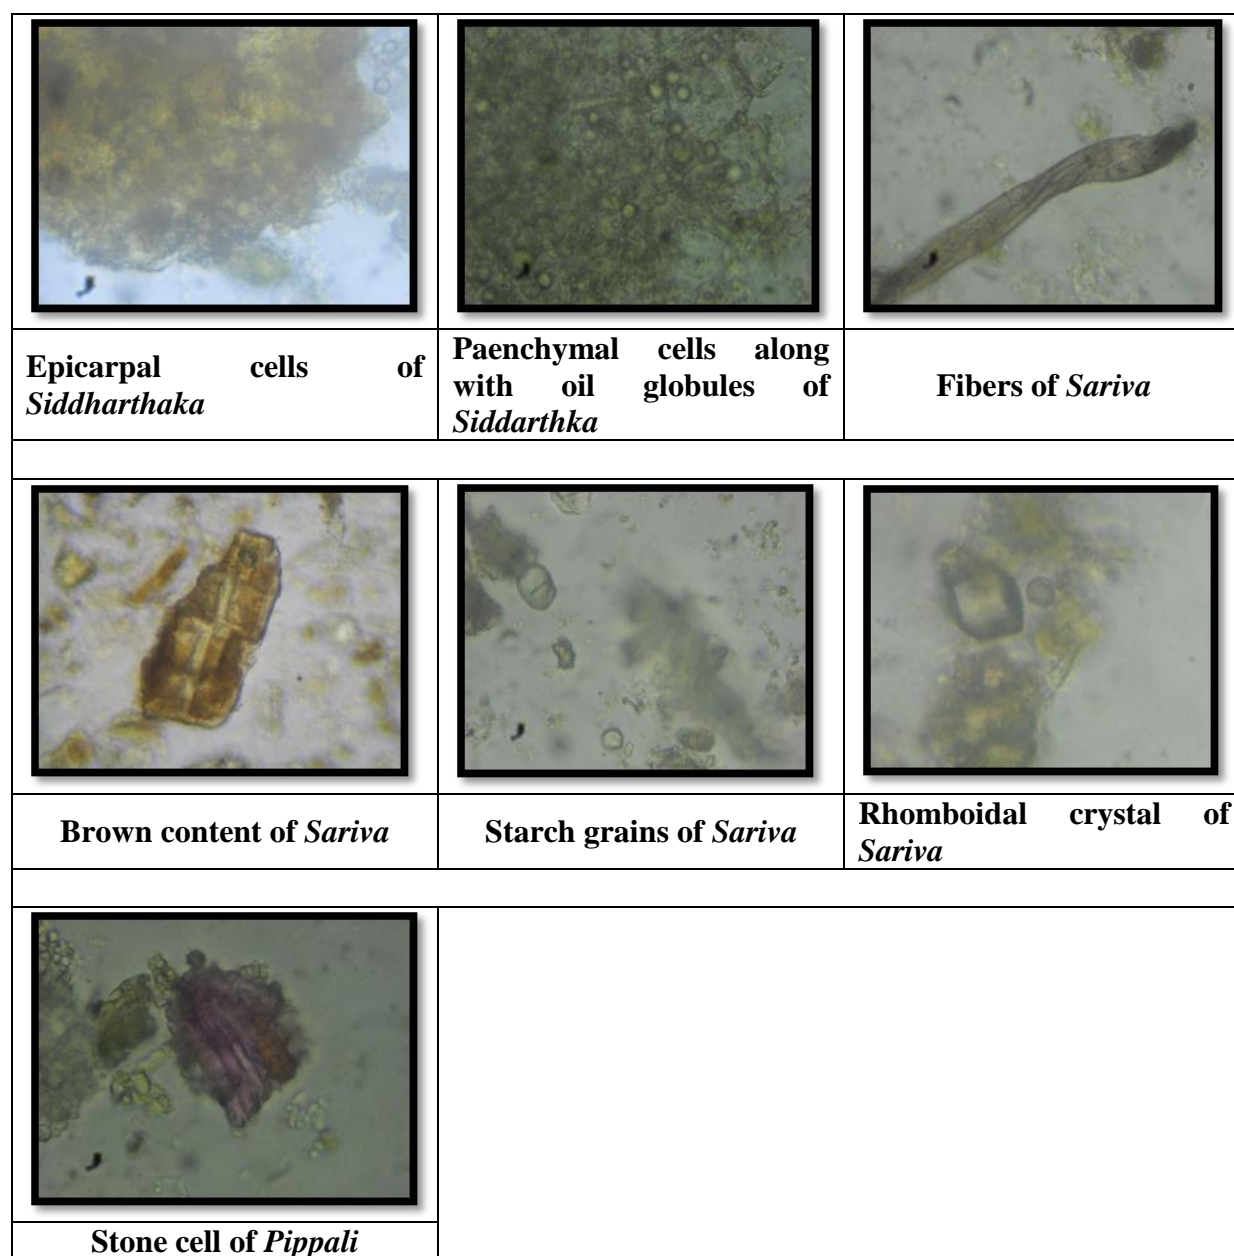 Epicarpal cells of
Siddharthaka
Paenchymal cells along
with oil globules of
Siddarthka
Fibers of Sariva
Brown content of Sariva
Starch grains of Sariva
Rhomboidal crystal of
Sariva
Stone cell of Pippali